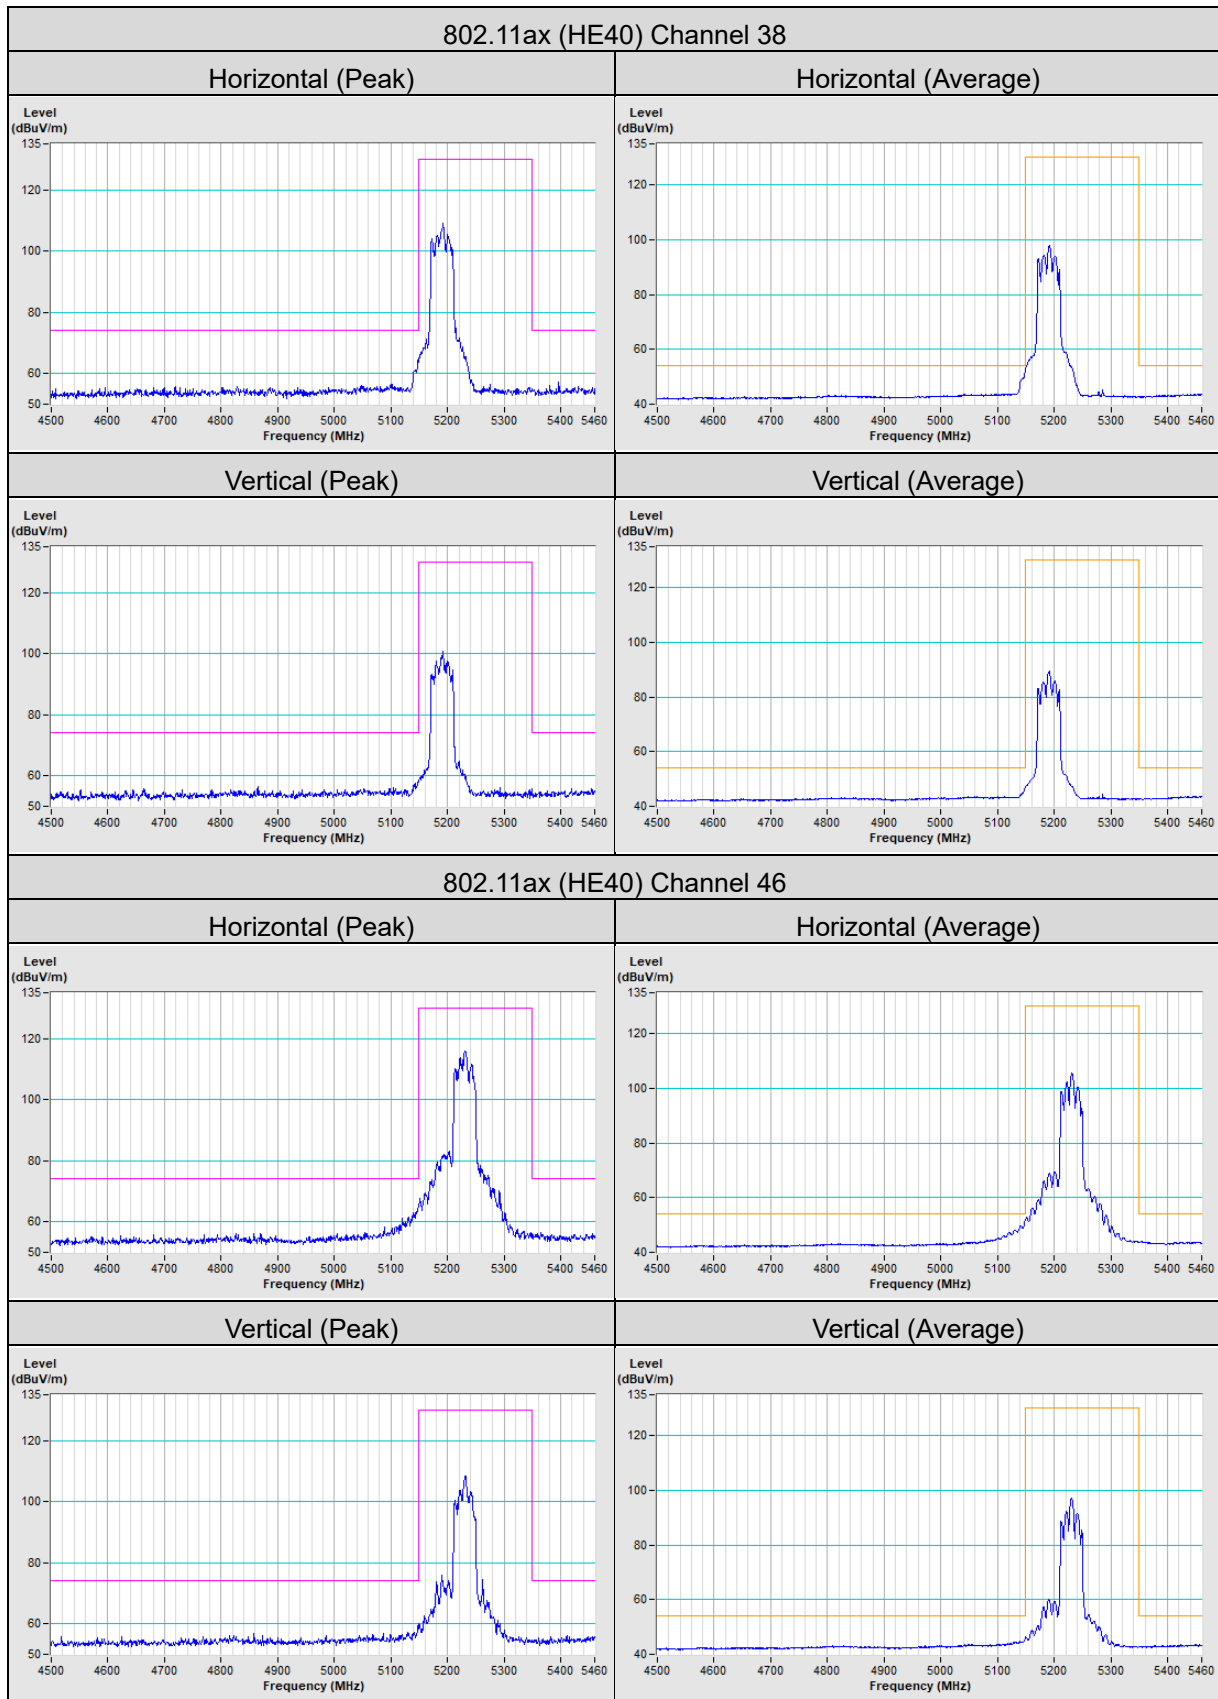 802.11ax (HE40) Channel 38
Horizontal (Peak)
Horizontal (Average)
Level
(dBuV/m)
135
120
100
80
60
50
4500 4600 4700 4800 4900 5000 5100 5200 5300 5400 5460
Frequency (MHz)
Level
(dBuV/m)
135
120
100
80
60
40
4500 4600 4700 4800 4900 5000 5100 5200 5300 5400 5460
Frequency (MHz)
Vertical (Peak)
Vertical (Average)
Level
(dBuV/m)
135
120
100
80
60
50
4500 4600 4700 4800 4900 5000 5100 5200 5300 5400 5460
Frequency (MHz)
Level
(dBuV/m)
135
120
100
80
60
40
4500 4600 4700 4800 4900 5000 5100 5200 5300 5400 5460
Frequency (MHz)
802.11ax (HE40) Channel 46
Horizontal (Peak)
Horizontal (Average)
Level
(dBuV/m)
135
120
100
80
60
50
4500 4600 4700 4800 4900 5000 5100 5200 5300 5400 5460
Frequency (MHz)
Level
(dBuV/m)
135
120
100
80
60
40
4500 4600 4700 4800 4900 5000 5100 5200 5300 5400 5460
Frequency (MHz)
Vertical (Peak)
Vertical (Average)
Level
(dBuV/m)
135
120
100
80
60
50
4500 4600 4700 4800 4900 5000 5100 5200 5300 5400 5460
Frequency (MHz)
Level
(dBuV/m)
135
120
100
80
60
40
4500 4600 4700 4800 4900 5000 5100 5200 5300 5400 5460
Frequency (MHz)